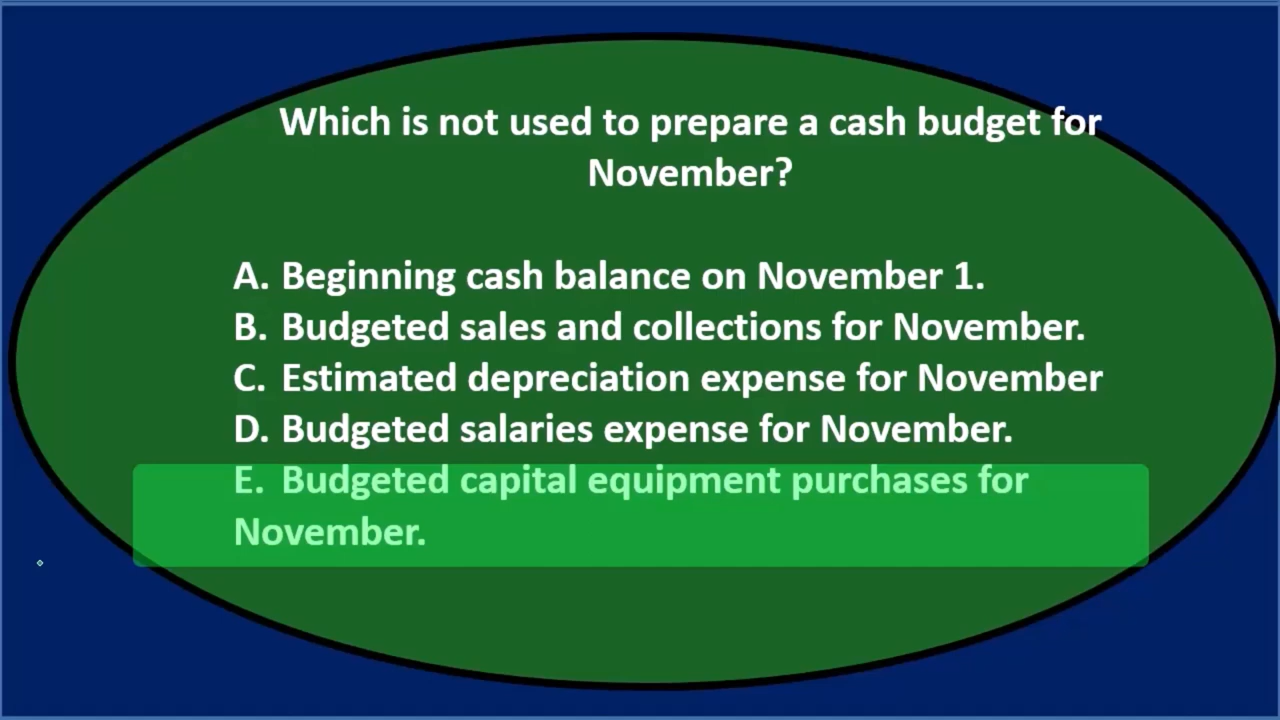 Which is not used to prepare a cash budget for
November?
A. Beginning cash balance on November 1.
B. Budgeted sales and collections for November.
C. Estimated depreciation expense for November
D. Budgeted salaries expense for November.
E. Budgeted capital equipment purchases for
November.